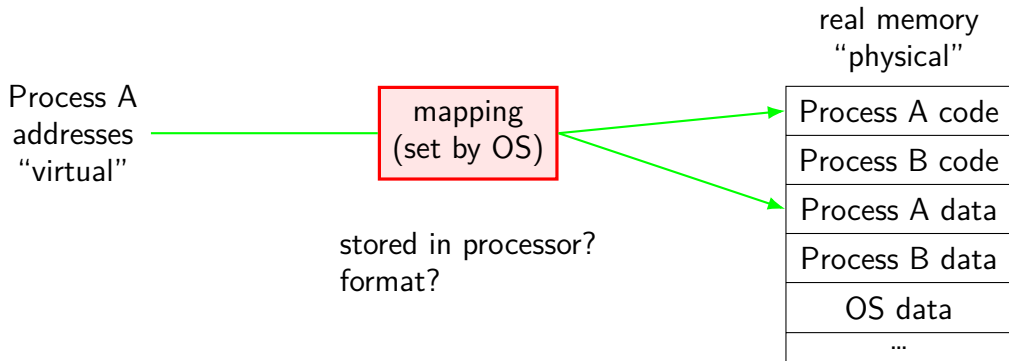 Process A
addresses
“virtual”
mapping
(set by OS)
stored in processor?
format?
real memory
“physical”
Process A code
Process B code
Process A data
Process B data
OS data
…